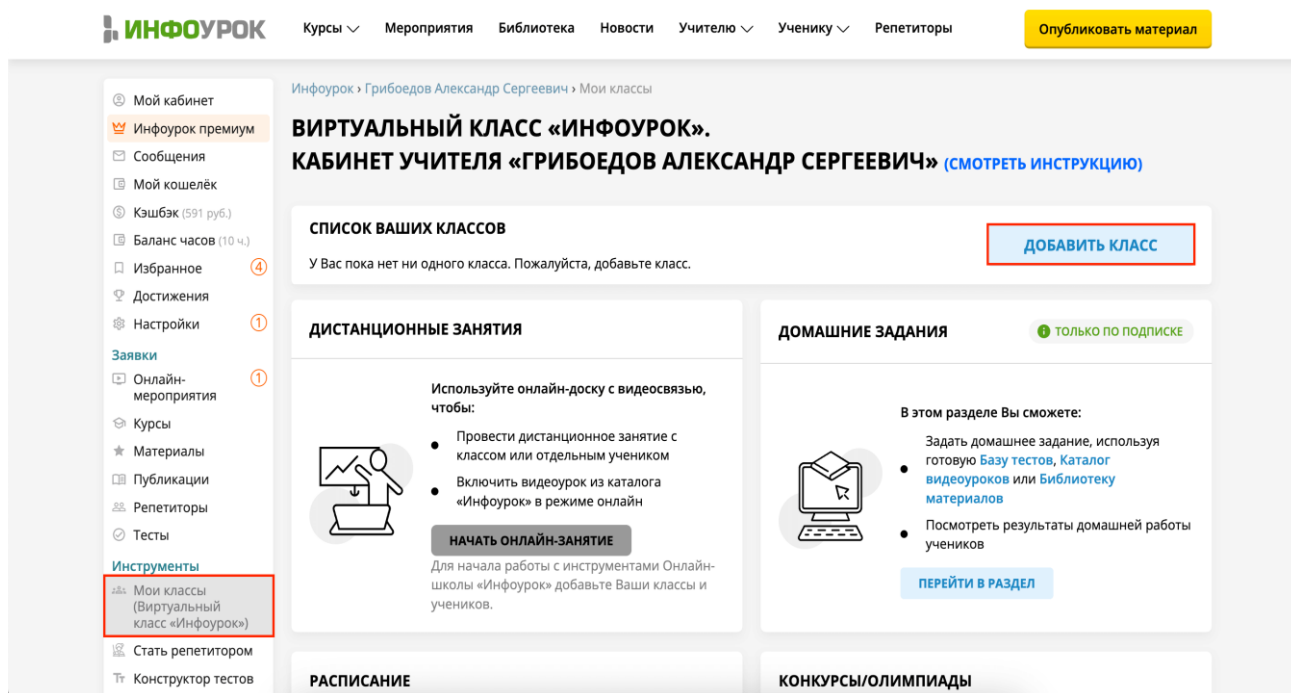 ИНФОУРОК
Курсы Мероприятия Библиотека Новости Учителю Ученику Репетиторы Опубликовать материал
Мой кабинет
Инфоурок премиум
Сообщения
Мой кошелёк
Кэшбэк (591 руб.)
Баланс часов (10 ч.)
Избранное 4
Достижения
Настройки 1
Заявки
Онлайн- 1
мероприятия
Курсы
Материалы
Публикации
Репетиторы
Тесты
Инструменты
Мои классы
(Виртуальный
класс «Инфоурок»)
Стать репетитором
Конструктор тестов
Инфоурок › Грибоедов Александр Сергеевич › Мои классы
ВИРТУАЛЬНЫЙ КЛАСС «ИНФОУРОК».
КАБИНЕТ УЧИТЕЛЯ «ГРИБОЕДОВ АЛЕКСАНДР СЕРГЕЕВИЧ» (СМОТРЕТЬ ИНСТРУКЦИЮ)
СПИСОК ВАШИХ КЛАССОВ
У Вас пока нет ни одного класса. Пожалуйста, добавьте класс.
ДОБАВИТЬ КЛАСС
ДИСТАНЦИОННЫЕ ЗАНЯТИЯ
Используйте онлайн-доску с видеосвязью,
чтобы:
Провести дистанционное занятие с
классом или отдельным учеником
Включить видеоурок из каталога
«Инфоурок» в режиме онлайн
НАЧАТЬ ОНЛАЙН-ЗАНЯТИЕ
Для начала работы с инструментами Онлайн-
школы «Инфоурок» добавьте Ваши классы и
учеников.
ДОМАШНИЕ ЗАДАНИЯ
ТОЛЬКО ПО ПОДПИСКЕ
В этом разделе Вы сможете:
Задать домашнее задание, используя
готовую Базу тестов, Каталог
видеоуроков или Библиотеку
материалов
Посмотреть результаты домашней работы
учеников
ПЕРЕЙТИ В РАЗДЕЛ
РАСПИСАНИЕ
КОНКУРСЫ/ОЛИМПИАДЫ